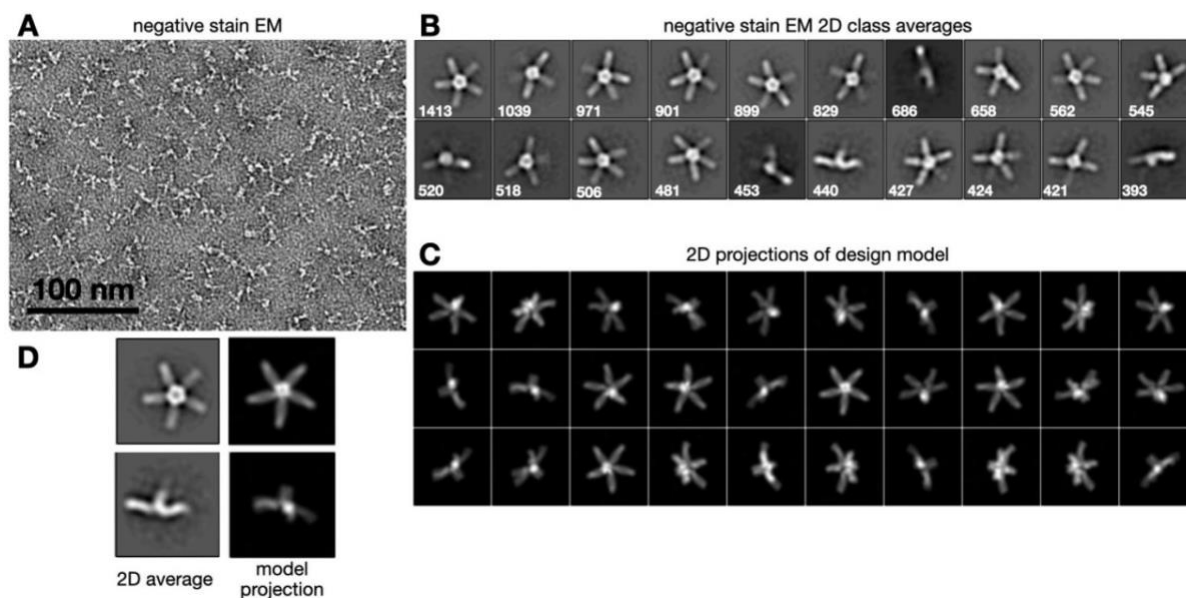 A
negative stain EM
100 nm
B
negative stain EM 2D class averages
1413 1039 971 901 899 829 686 658 562 545
520 518 506 481 453 440 427 424 421 393
C
2D projections of design model
D
2D average
model
projection